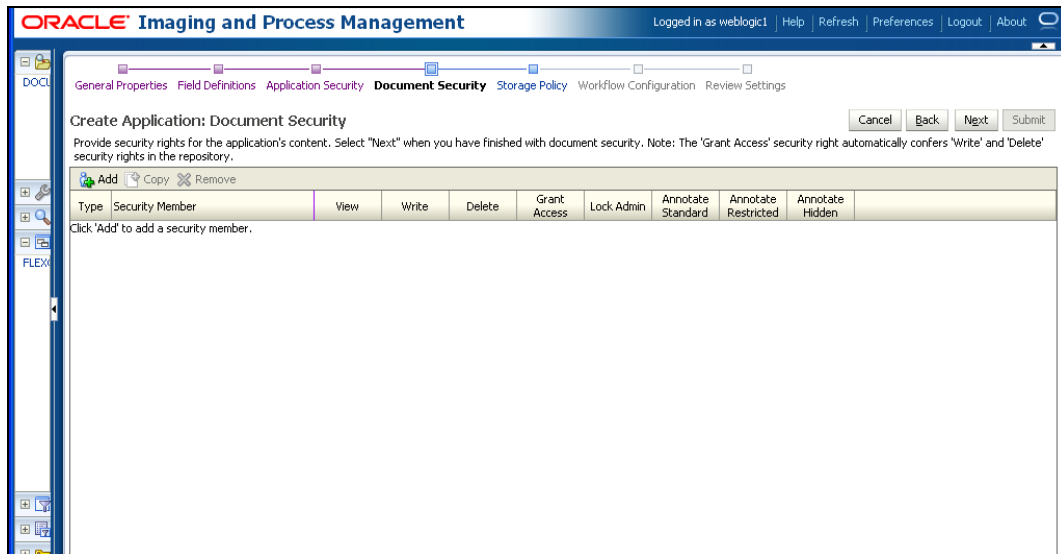 ORACLE Imaging and Process Management
Logged in as weblogic1 | Help | Refresh | Preferences | Logout | About
General Properties Field Definitions Application Security Document Security Storage Policy Workflow Configuration Review Settings
Create Application: Document Security
Cancel Back Next Submit
Provide security rights for the application's content. Select "Next" when you have finished with document security. Note: The 'Grant Access' security right automatically confers 'Write' and 'Delete'
security rights in the repository.
Add Copy Remove
Type Security Member View Write Delete Grant Access Lock Admin Annotate Standard Annotate Restricted Annotate Hidden
Click 'Add' to add a security member.